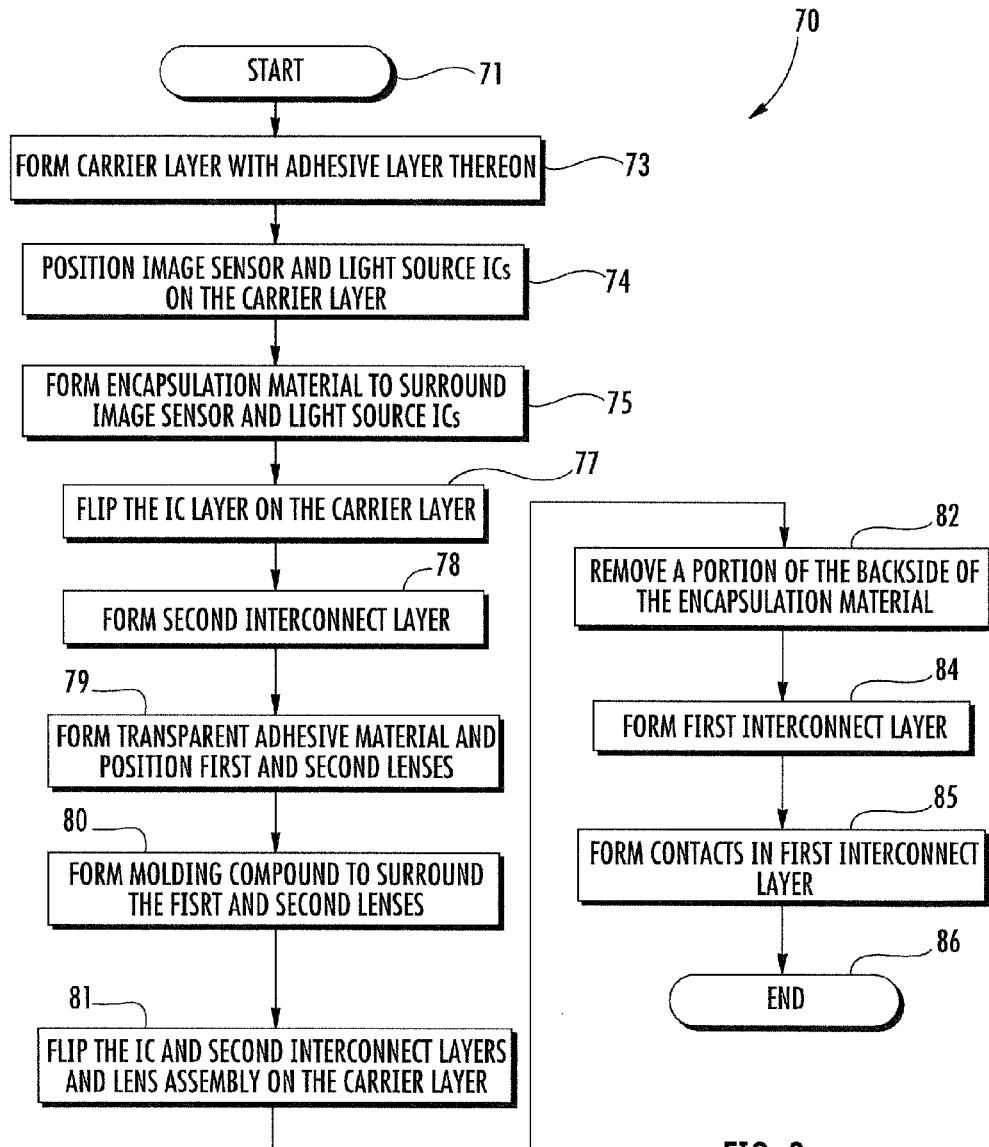 70
START
71
FORM CARRIER LAYER WITH ADHESIVE LAYER THEREON
73
POSITION IMAGE SENSOR AND LIGHT SOURCE ICs
ON THE CARRIER LAYER
74
FORM ENCAPSULATION MATERIAL TO SURROUND
IMAGE SENSOR AND LIGHT SOURCE ICs
75
77
FLIP THE IC LAYER ON THE CARRIER LAYER
78
FORM SECOND INTERCONNECT LAYER
79
FORM TRANSPARENT ADHESIVE MATERIAL AND
POSITION FIRST AND SECOND LENSES
80
FORM MOLDING COMPOUND TO SURROUND
THE FISRT AND SECOND LENSES
81
FLIP THE IC AND SECOND INTERCONNECT LAYERS
AND LENS ASSEMBLY ON THE CARRIER LAYER
82
REMOVE A PORTION OF THE BACKSIDE OF
THE ENCAPSULATION MATERIAL
84
FORM FIRST INTERCONNECT LAYER
85
FORM CONTACTS IN FIRST INTERCONNECT
LAYER
86
END